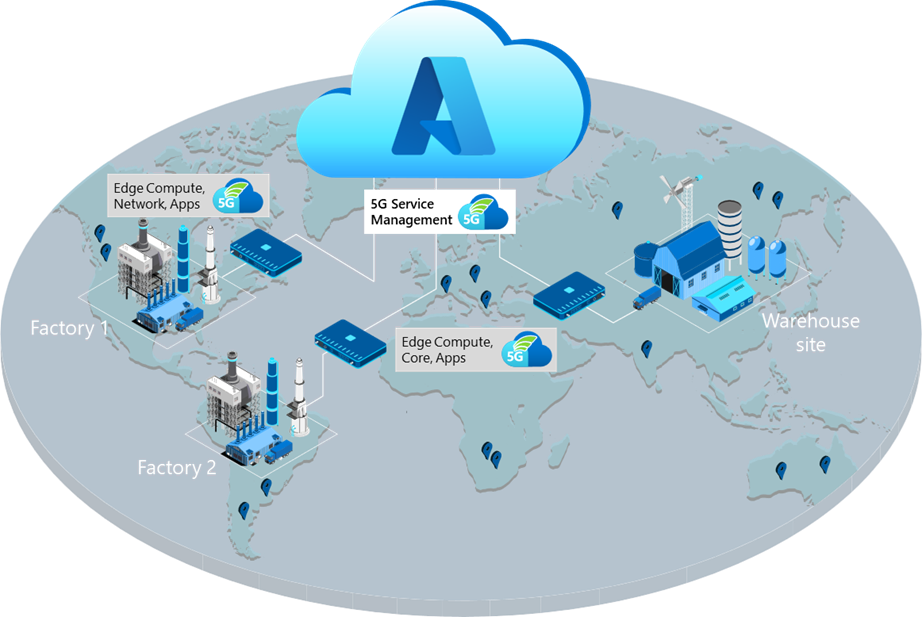 Edge Compute,
Network, Apps
5G
5G Service
Management
5G
Factory 1
Edge Compute,
Core, Apps
5G
Warehouse
site
Factory 2